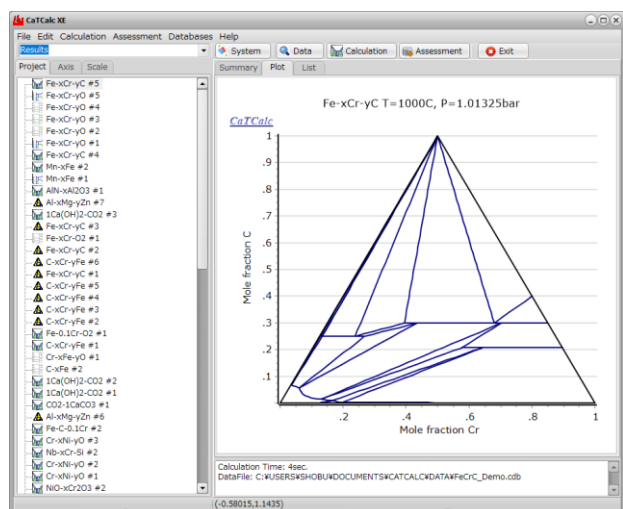 CaTCalc XE
File Edit Calculation Assessment Databases Help
Results
System Data Calculation Assessment Exit
Project Axis Scale
Summary Plot List
Fe-xCr-yC #5
Fe-xCr-yO #5
Fe-xCr-yO #4
Fe-xCr-yO #3
Fe-xCr-yO #2
Fe-xCr-yO #1
Fe-xCr-yC #4
Mn-xFe #2
Mn-xFe #1
AlN-xAl2O3 #1
Al-xMg-yZn #7
1Ca(OH)2-CO2 #3
Fe-xCr-yC #3
Fe-xCr-O2 #1
Fe-xCr-yC #2
C-xCr-yFe #6
Fe-xCr-yC #1
C-xCr-yFe #5
C-xCr-yFe #4
C-xCr-yFe #3
C-xCr-yFe #2
Fe-0.1Cr-O2 #1
C-xCr-yFe #1
Cr-xFe-yO #1
C-xFe #2
1Ca(OH)2-CO2 #2
1Ca(OH)2-CO2 #1
CO2-1CaCO3 #1
Al-xMg-yZn #6
Fe-C-0.1Cr #2
Cr-xNi-yO #3
Nb-xCr-Si #2
Cr-xNi-yO #2
Cr-xNi-yO #1
NiO-xCr2O3 #2
Fe-xCr-yC T=1000C, P=1.01325bar
CaTCalc
1
.9
.8
.7
.6
.5
.4
.3
.2
.1
Mole fraction C
.2 .4 .6 .8 1
Mole fraction Cr
Calculation Time: 4sec.
DataFile: C:¥USERS¥SHOBU¥DOCUMENTS¥CATCALC¥DATA¥FeCrC_Demo.cdb
(-0.58015,1.1435)